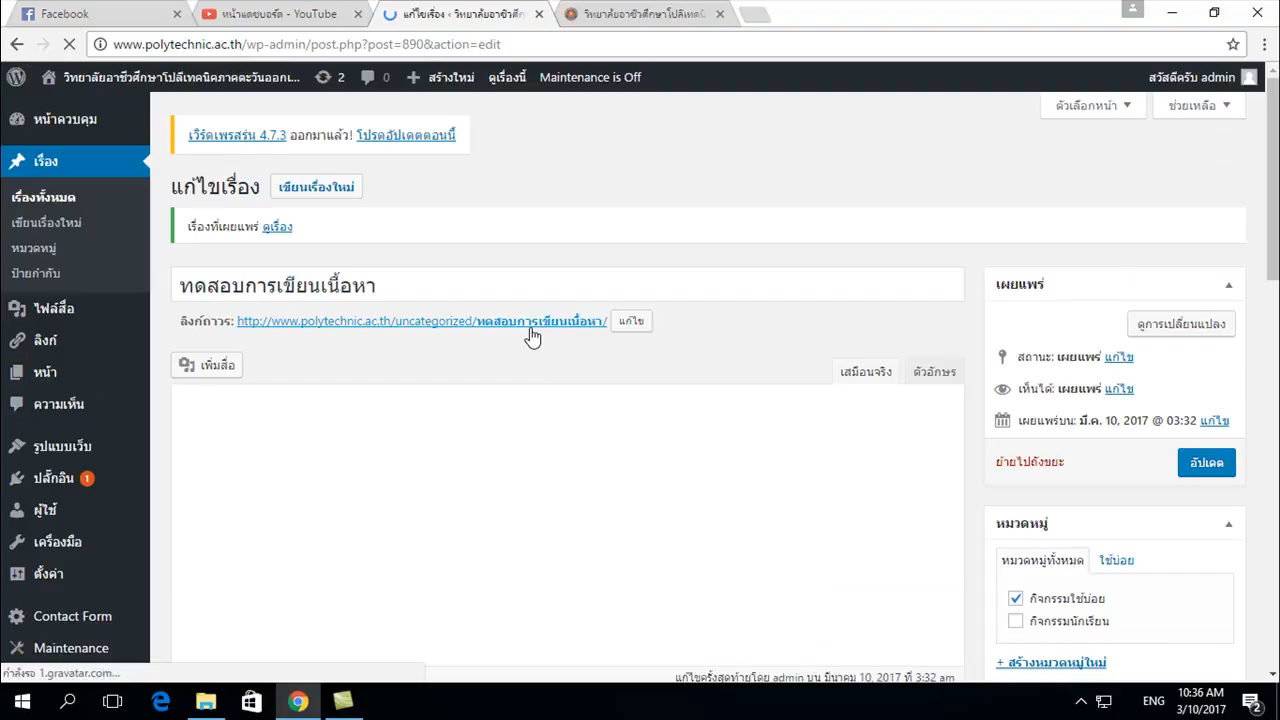 Facebook
หน้าแดชบอร์ด - YouTube
แก้ไขเรื่อง ‹ วิทยาลัยอาชีวศึ
วิทยาลัยอาชีวศึกษาโปลิเทคนิ
www.polytechnic.ac.th/wp-admin/post.php?post=890&action=edit
วิทยาลัยอาชีวศึกษาโปลีเทคนิคภาคตะวันออก...
2
0
สร้างใหม่
ดูเรื่องนี้
Maintenance is Off
สวัสดีครับ admin
ตัวเลือกหน้า
ช่วยเหลือ
หน้าควบคุม
เรื่อง
เรื่องทั้งหมด
เขียนเรื่องใหม่
หมวดหมู่
ป้ายกำกับ
ไฟล์สื่อ
ลิงก์
หน้า
ความเห็น
รูปแบบเว็บ
ปลั๊กอิน 1
ผู้ใช้
เครื่องมือ
ตั้งค่า
Contact Form
Maintenance
เวิร์ดเพรสรุ่น 4.7.3 ออกมาแล้ว! โปรดอัปเดตตอนนี้
แก้ไขเรื่อง
เขียนเรื่องใหม่
เรื่องที่เผยแพร่ ดูเรื่อง
ทดสอบการเขียนเนื้อหา
ลิงก์ถาวร: http://www.polytechnic.ac.th/uncategorized/ทดสอบการเขียนเนื้อหา/ แก้ไข
เพิ่มสื่อ
เสมือนจริง
ตัวอักษร
แก้ไขครั้งสุดท้ายโดย admin บน มีนาคม 10, 2017 ที่ 3:32 am
เผยแพร่
ดูการเปลี่ยนแปลง
สถานะ: เผยแพร่ แก้ไข
เห็นได้: เผยแพร่ แก้ไข
เผยแพร่บน: มี.ค. 10, 2017 @ 03:32 แก้ไข
ย้ายไปถังขยะ
อัปเดต
หมวดหมู่
หมวดหมู่ทั้งหมด
ใช้บ่อย
กิจกรรมใช้บ่อย
กิจกรรมนักเรียน
+ สร้างหมวดหมู่ใหม่
กำลังรอ 1.gravatar.com...
ENG
10:36 AM
3/10/2017
2